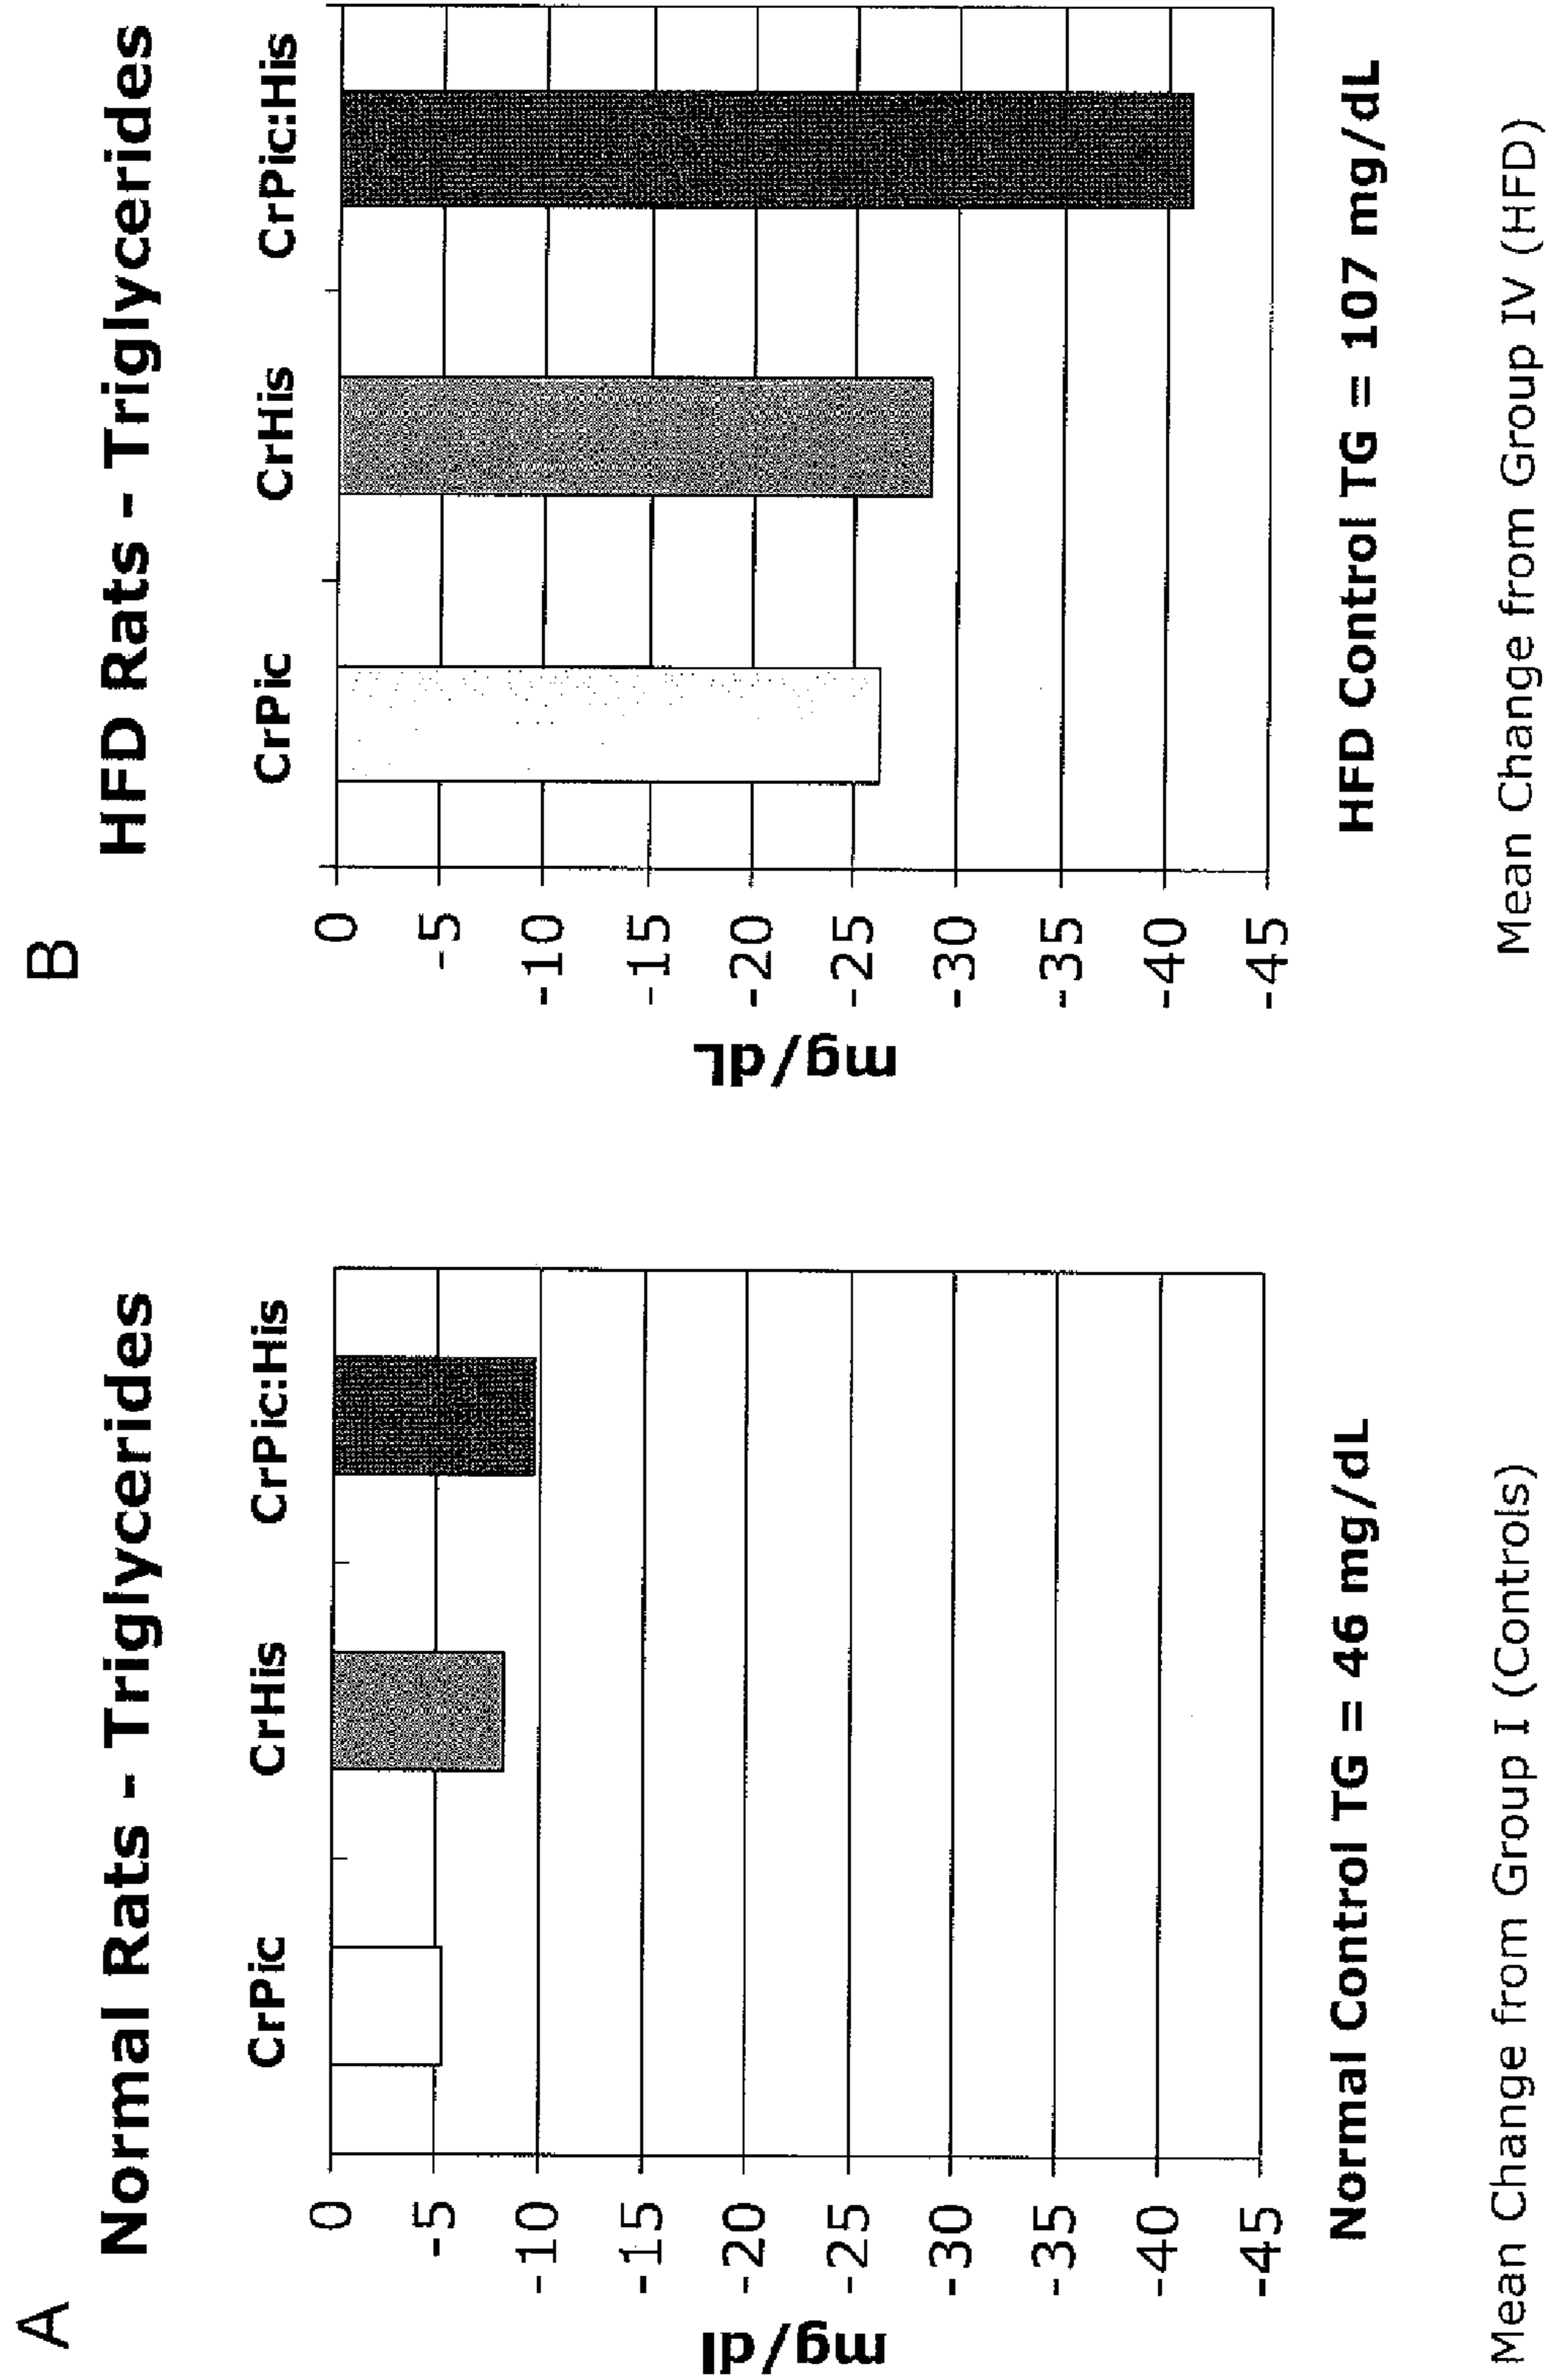 A
Normal Rats - Triglycerides
CrPic CrHis CrPic:His
mg/dl
0
-5
-10
-15
-20
-25
-30
-35
-40
-45
Normal Control TG = 46 mg/dL
Mean Change from Group I (Controls)
B
HFD Rats - Triglycerides
CrPic CrHis CrPic:His
mg/dL
0
-5
-10
-15
-20
-25
-30
-35
-40
-45
HFD Control TG = 107 mg/dL
Mean Change from Group IV (HFD)